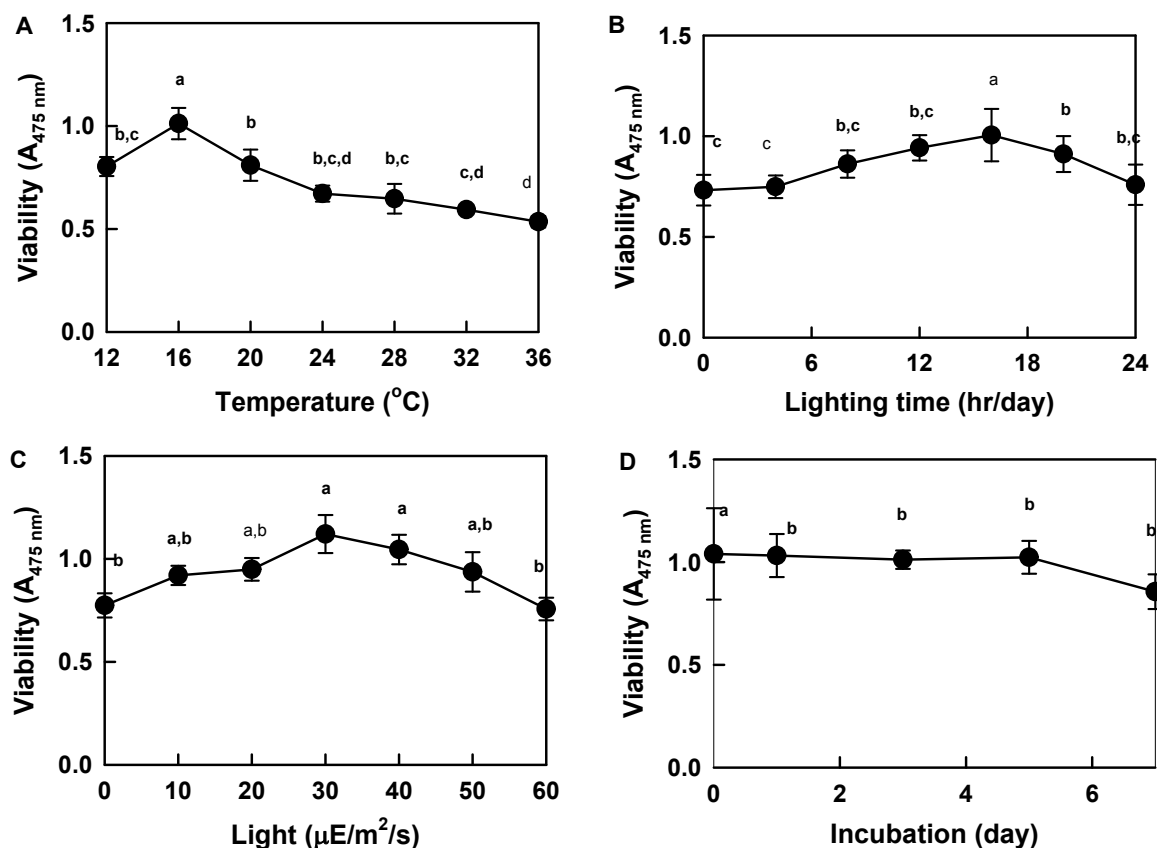 A
Viability (A475 nm)
1.5
1.0
0.5
0.0
b,c
a
b
b,c,d
b,c
c,d
d
12 16 20 24 28 32 36
Temperature (oC)
B
Viability (A475 nm)
1.5
1.0
0.5
0.0
c
c
b,c
b,c
a
b
b,c
0 6 12 18 24
Lighting time (hr/day)
C
Viability (A475 nm)
1.5
1.0
0.5
0.0
b
a,b
a,b
a
a
a,b
b
0 10 20 30 40 50 60
Light (μE/m2/s)
D
Viability (A475 nm)
1.5
1.0
0.5
0.0
a
b
b
b
b
0 2 4 6
Incubation (day)